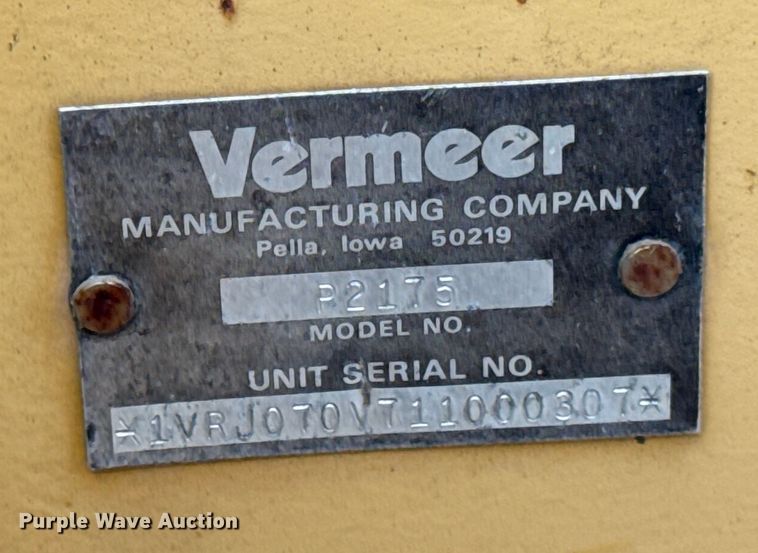 Vermeer
MANUFACTURING COMPANY
Pella, Iowa 50219
P2175
MODEL NO.
UNIT SERIAL NO.
*1VRJ070V711000307*
Purple Wave Auction